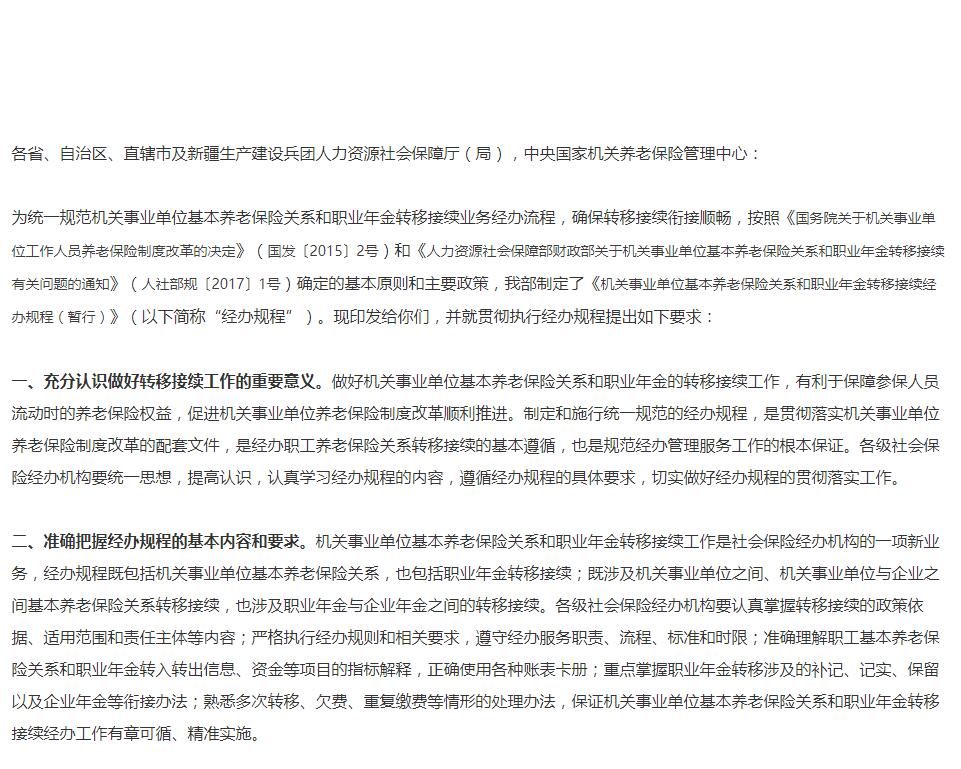 各省、自治区、直辖市及新疆生产建设兵团人力资源社会保障厅（局），中央国家机关养老保险管理中心：
为统一规范机关事业单位基本养老保险关系和职业年金转移接续业务经办流程，确保转移接续衔接顺畅，按照《国务院关于机关事业单
位工作人员养老保险制度改革的决定》（国发〔2015〕2号）和《人力资源社会保障部财政部关于机关事业单位基本养老保险关系和职业年金转移接续
有关问题的通知》（人社部规〔2017〕1号）确定的基本原则和主要政策，我部制定了《机关事业单位基本养老保险关系和职业年金转移接续经
办规程（暂行）》（以下简称“经办规程”）。现印发给你们，并就贯彻执行经办规程提出如下要求：
一、充分认识做好转移接续工作的重要意义。做好机关事业单位基本养老保险关系和职业年金的转移接续工作，有利于保障参保人员
流动时的养老保险权益，促进机关事业单位养老保险制度改革顺利推进。制定和施行统一规范的经办规程，是贯彻落实机关事业单位
养老保险制度改革的配套文件，是经办职工养老保险关系转移接续的基本遵循，也是规范经办管理服务工作的根本保证。各级社会保
险经办机构要统一思想，提高认识，认真学习经办规程的内容，遵循经办规程的具体要求，切实做好经办规程的贯彻落实工作。
二、准确把握经办规程的基本内容和要求。机关事业单位基本养老保险关系和职业年金转移接续工作是社会保险经办机构的一项新业
务，经办规程既包括机关事业单位基本养老保险关系，也包括职业年金转移接续；既涉及机关事业单位之间、机关事业单位与企业之
间基本养老保险关系转移接续，也涉及职业年金与企业年金之间的转移接续。各级社会保险经办机构要认真掌握转移接续的政策依
据、适用范围和责任主体等内容；严格执行经办规则和相关要求，遵守经办服务职责、流程、标准和时限；准确理解职工基本养老保
险关系和职业年金转入转出信息、资金等项目的指标解释，正确使用各种账表卡册；重点掌握职业年金转移涉及的补记、记实、保留
以及企业年金等衔接办法；熟悉多次转移、欠费、重复缴费等情形的处理办法，保证机关事业单位基本养老保险关系和职业年金转移
接续经办工作有章可循、精准实施。